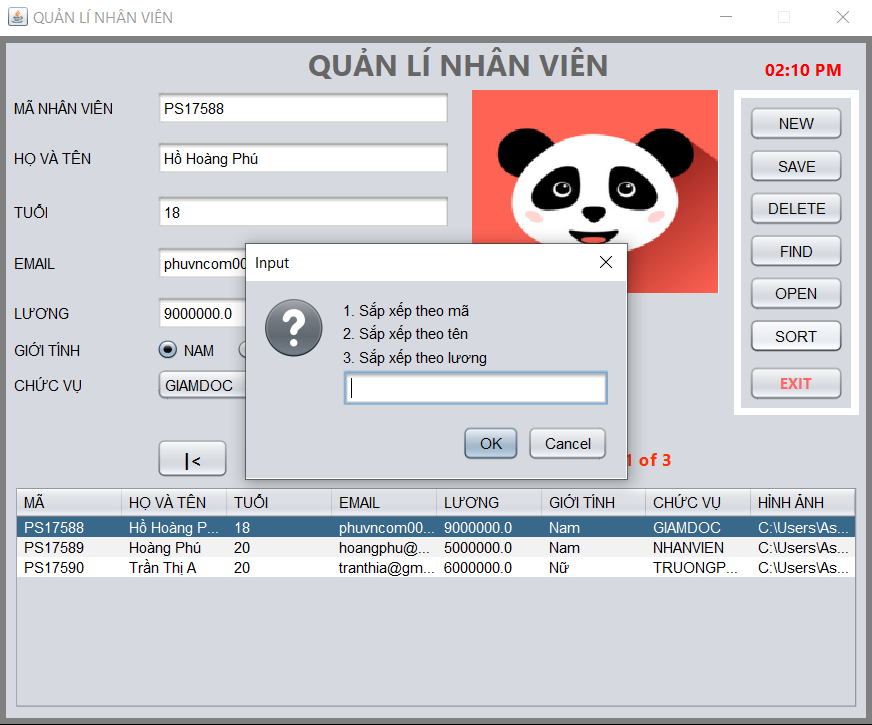 QUẢN LÍ NHÂN VIÊN
QUẢN LÍ NHÂN VIÊN
02:10 PM
MÃ NHÂN VIÊN PS17588
HỌ VÀ TÊN Hồ Hoàng Phú
TUỔI 18
EMAIL phuvncom00
LƯƠNG 9000000.0
GIỚI TÍNH NAM
CHỨC VỤ GIAMDOC
NEW
SAVE
DELETE
FIND
OPEN
SORT
EXIT
Input
1. Sắp xếp theo mã
2. Sắp xếp theo tên
3. Sắp xếp theo lương
OK Cancel
|< 1 of 3
MÃ HỌ VÀ TÊN TUỔI EMAIL LƯƠNG GIỚI TÍNH CHỨC VỤ HÌNH ẢNH
PS17588 Hồ Hoàng P... 18 phuvncom00... 9000000.0 Nam GIAMDOC C:\Users\As...
PS17589 Hoàng Phú 20 hoangphu@... 5000000.0 Nam NHANVIEN C:\Users\As...
PS17590 Trần Thị A 20 tranthia@gm... 6000000.0 Nữ TRUONGP... C:\Users\As...